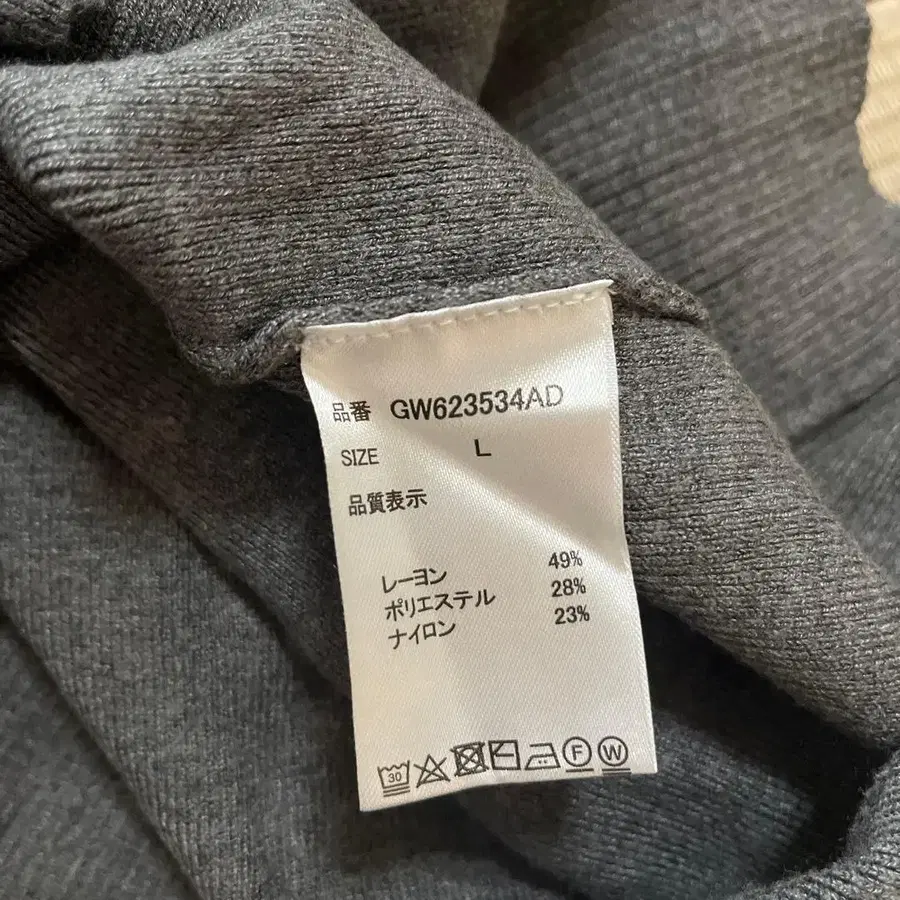 品番 GW623534AD
SIZE L
品質表示
レーヨン 49%
ポリエステル 28%
ナイロン 23%
30 F W